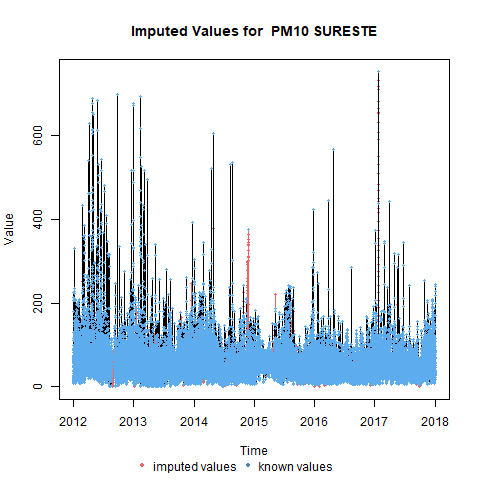 Imputed Values for PM10 SURESTE
Value
600
400
200
0
2012 2013 2014 2015 2016 2017 2018
Time
imputed values known values